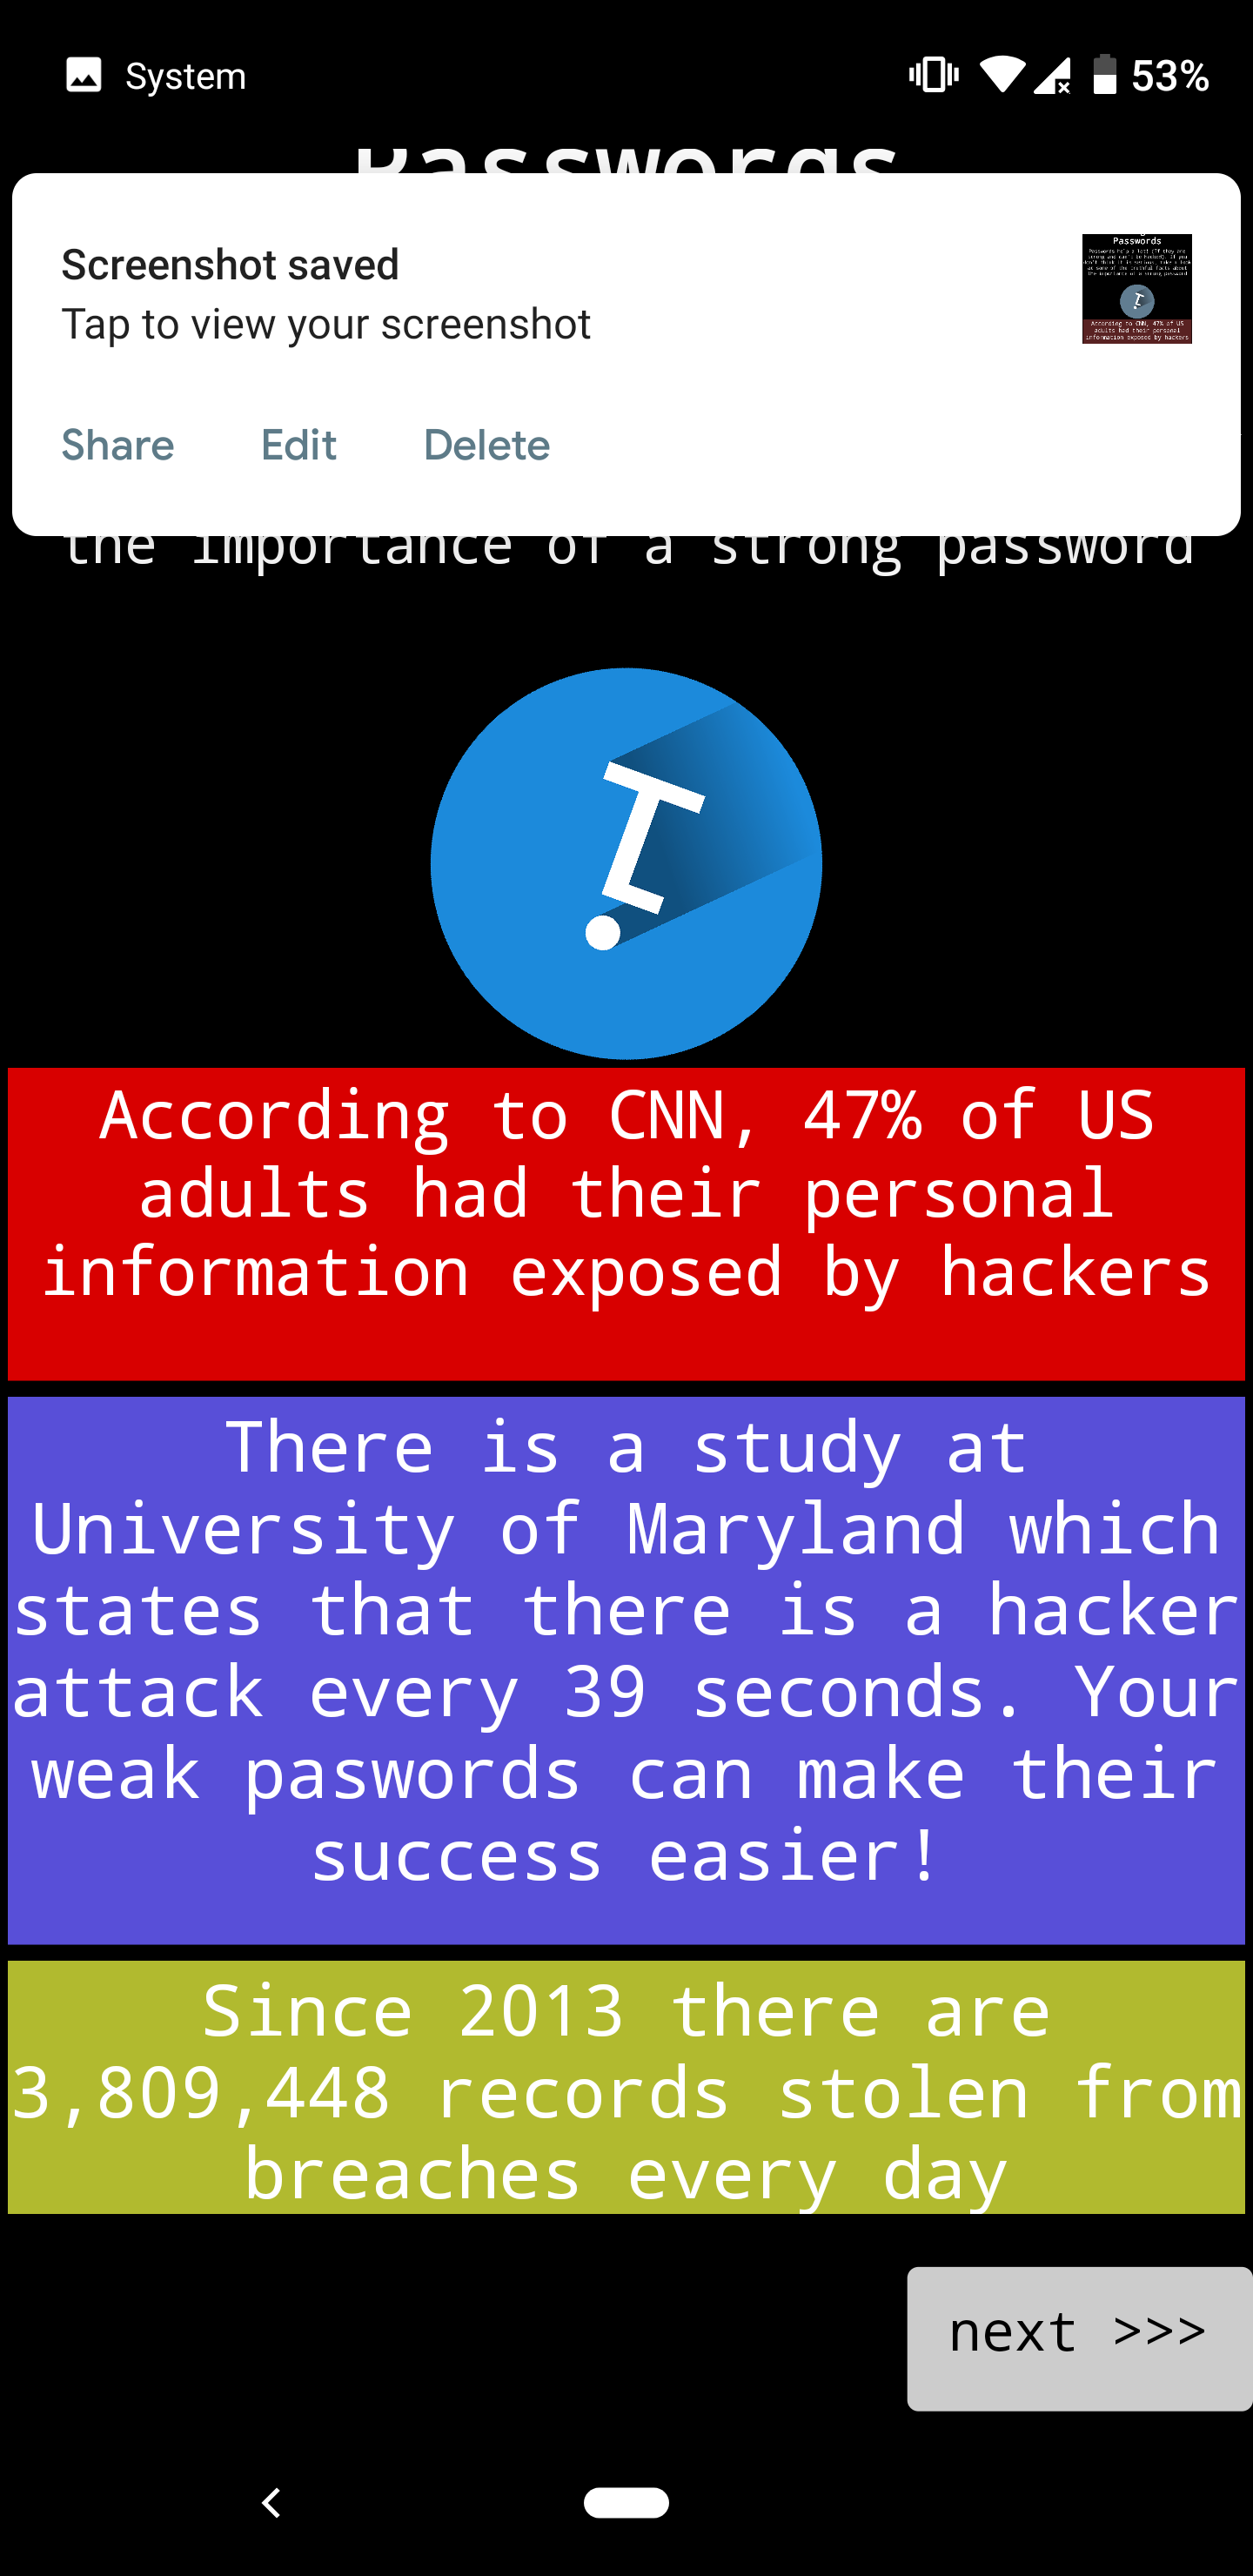 System
53%
Passwords
Screenshot saved
Tap to view your screenshot
Passwords
Share Edit Delete
the importance of a strong password
According to CNN, 47% of US
adults had their personal
information exposed by hackers
There is a study at
University of Maryland which
states that there is a hacker
attack every 39 seconds. Your
weak paswords can make their
success easier!
Since 2013 there are
3,809,448 records stolen from
breaches every day
next >>>